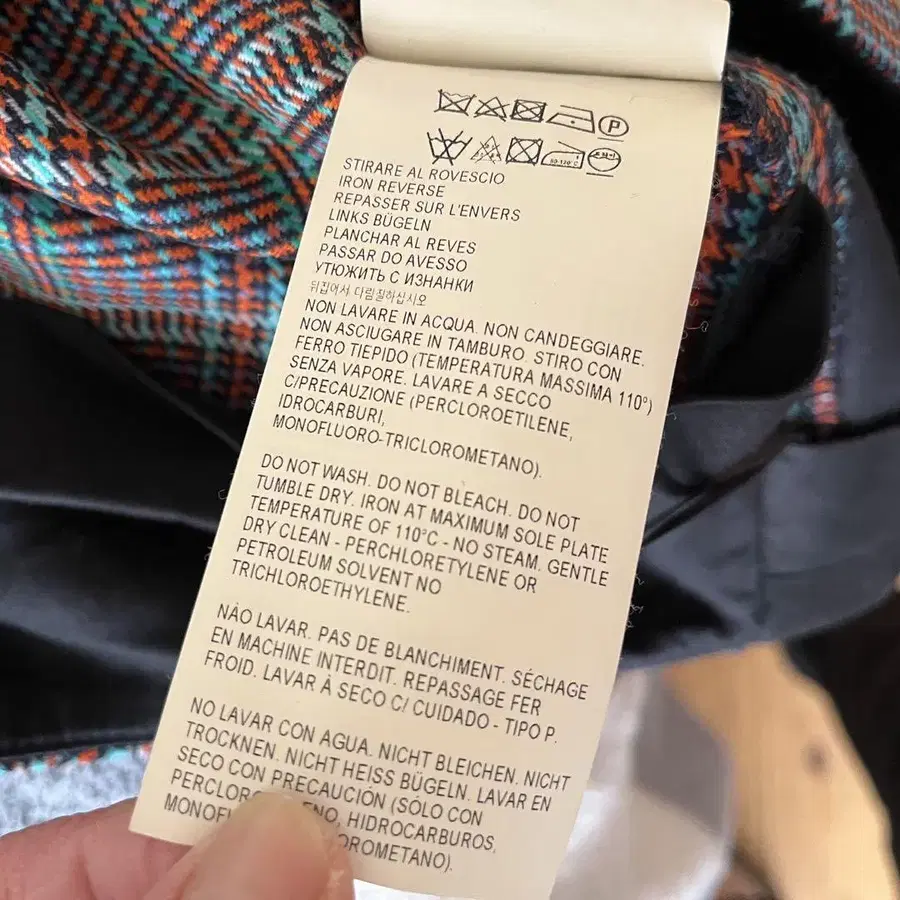 P
STIRARE AL ROVESCIO
IRON REVERSE
REPASSER SUR L'ENVERS
LINKS BÜGELN
PLANCHAR AL REVES
PASSAR DO AVESSO
УТЮЖИТЬ С ИЗНАНКИ
뒤집어서 다림질하십시오
NON LAVARE IN ACQUA. NON CANDEGGIARE.
NON ASCIUGARE IN TAMBURO. STIRO CON
FERRO TIEPIDO (TEMPERATURA MASSIMA 110°)
SENZA VAPORE. LAVARE A SECCO
C/PRECAUZIONE (PERCLOROETILENE,
IDROCARBURI,
MONOFLUORO-TRICLOROMETANO).
DO NOT WASH. DO NOT BLEACH. DO NOT
TUMBLE DRY. IRON AT MAXIMUM SOLE PLATE
TEMPERATURE OF 110°C - NO STEAM. GENTLE
DRY CLEAN - PERCHLORETYLENE OR
PETROLEUM SOLVENT NO
TRICHLOROETHYLENE.
NÃO LAVAR. PAS DE BLANCHIMENT. SÉCHAGE
EN MACHINE INTERDIT. REPASSAGE FER
FROID. LAVAR À SECO C/ CUIDADO - TIPO P.
NO LAVAR CON AGUA. NICHT BLEICHEN. NICHT
TROCKNEN. NICHT HEISS BÜGELN. LAVAR EN
SECO CON PRECAUCIÓN (SÓLO CON
HIDROCARBUROS,